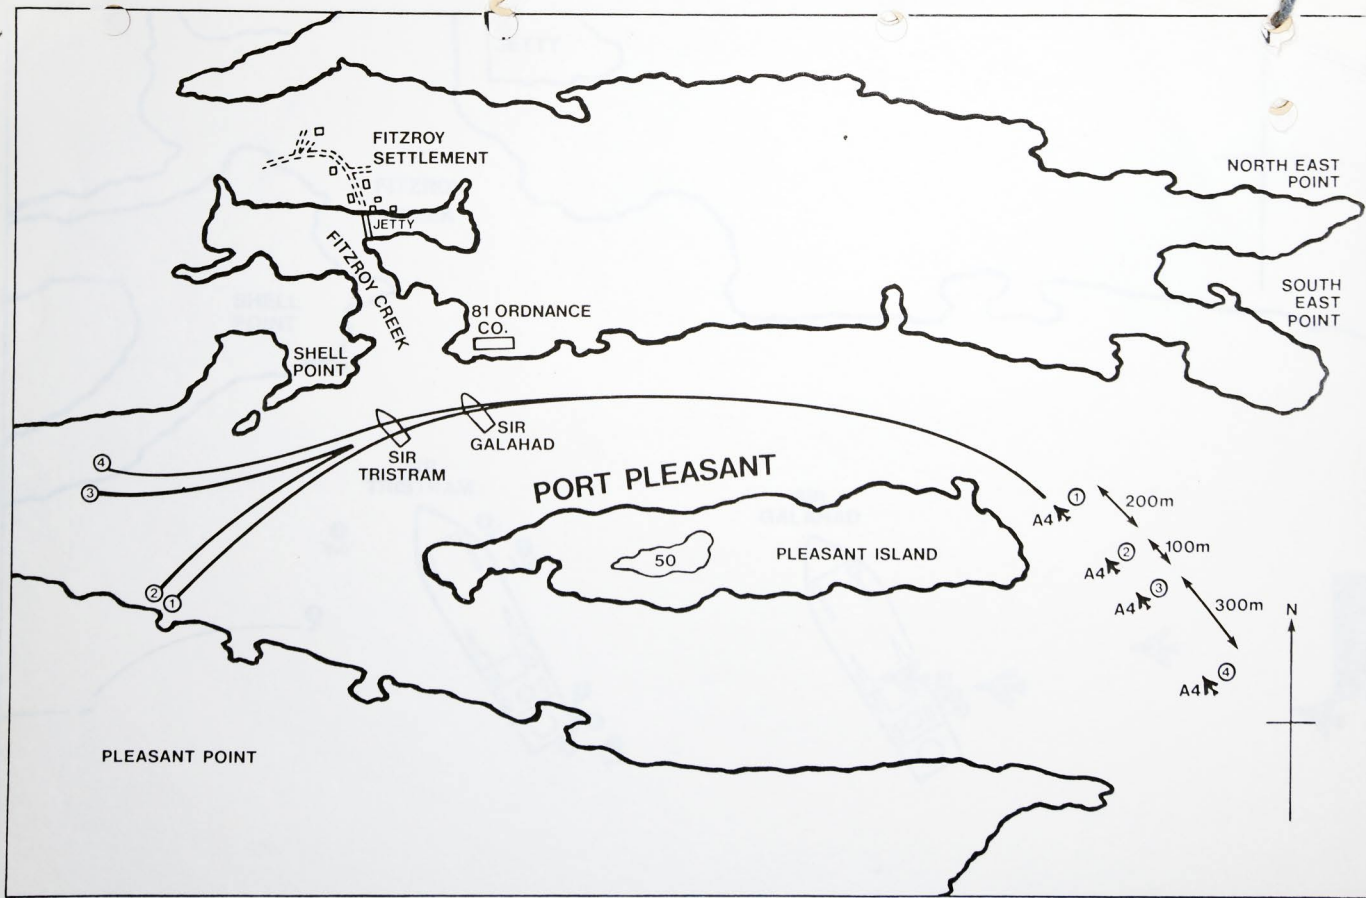 FITZROY
SETTLEMENT
NORTH EAST
POINT
JETTY
FITZROY CREEK
SOUTH
EAST
POINT
81 ORDNANCE
CO.
SHELL
POINT
SIR
GALAHAD
SIR
TRISTRAM
4
3
PORT PLEASANT
A4 1
200m
50
PLEASANT ISLAND
A4 2
100m
A4 3
300m
2
1
N
A4 4
PLEASANT POINT